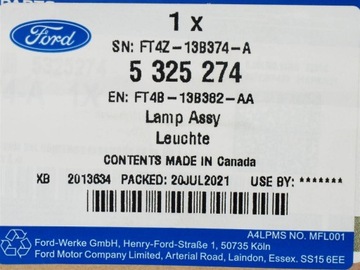 PARTS
1 x
Ford
SN: FT4Z-13B374-A
5 325 274
EN: FT4B-13B382-AA
Lamp Assy
Leuchte
CONTENTS MADE IN Canada
XB 2013634 PACKED: 20JUL2021 USE BY: *******
A4LPMS NO. MFL001
Ford-Werke GmbH, Henry-Ford-Straße 1, 50735 Köln
Ford Motor Company Limited, Arterial Road, Laindon, Essex. SS15 6EE